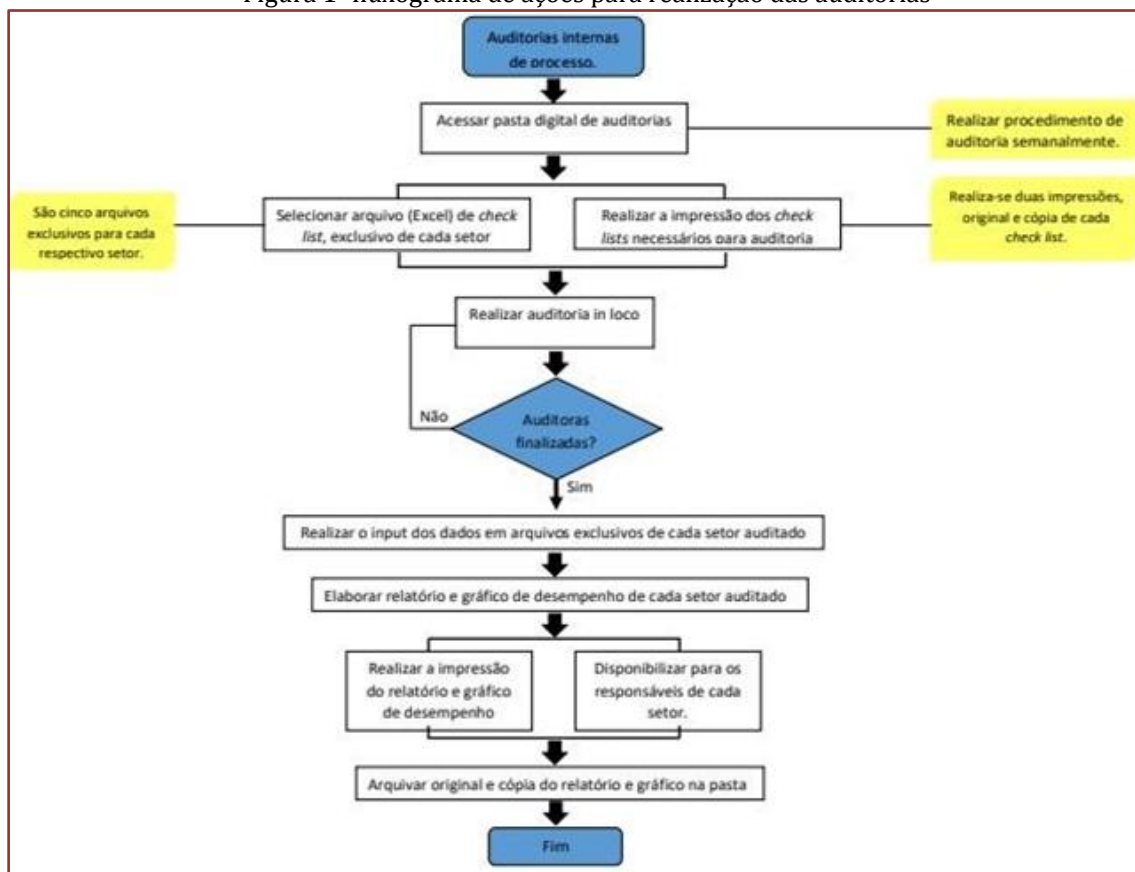 Auditorias internas
de processo.
Acessar pasta digital de auditorias
Realizar procedimento de
auditoria semanalmente.
São cinco arquivos
exclusivos para cada
respectivo setor.
Selecionar arquivo (Excel) de check
list, exclusivo de cada setor
Realizar a impressão dos check
lists necessários para auditoria
Realiza-se duas impressões,
original e cópia de cada
check list.
Realizar auditoria in loco
Não
Auditoras
finalizadas?
Sim
Realizar o input dos dados em arquivos exclusivos de cada setor auditado
Elaborar relatório e gráfico de desempenho de cada setor auditado
Realizar a impressão
do relatório e gráfico
de desempenho
Disponibilizar para os
responsáveis de cada
setor.
Arquivar original e cópia do relatório e gráfico na pasta
Fim